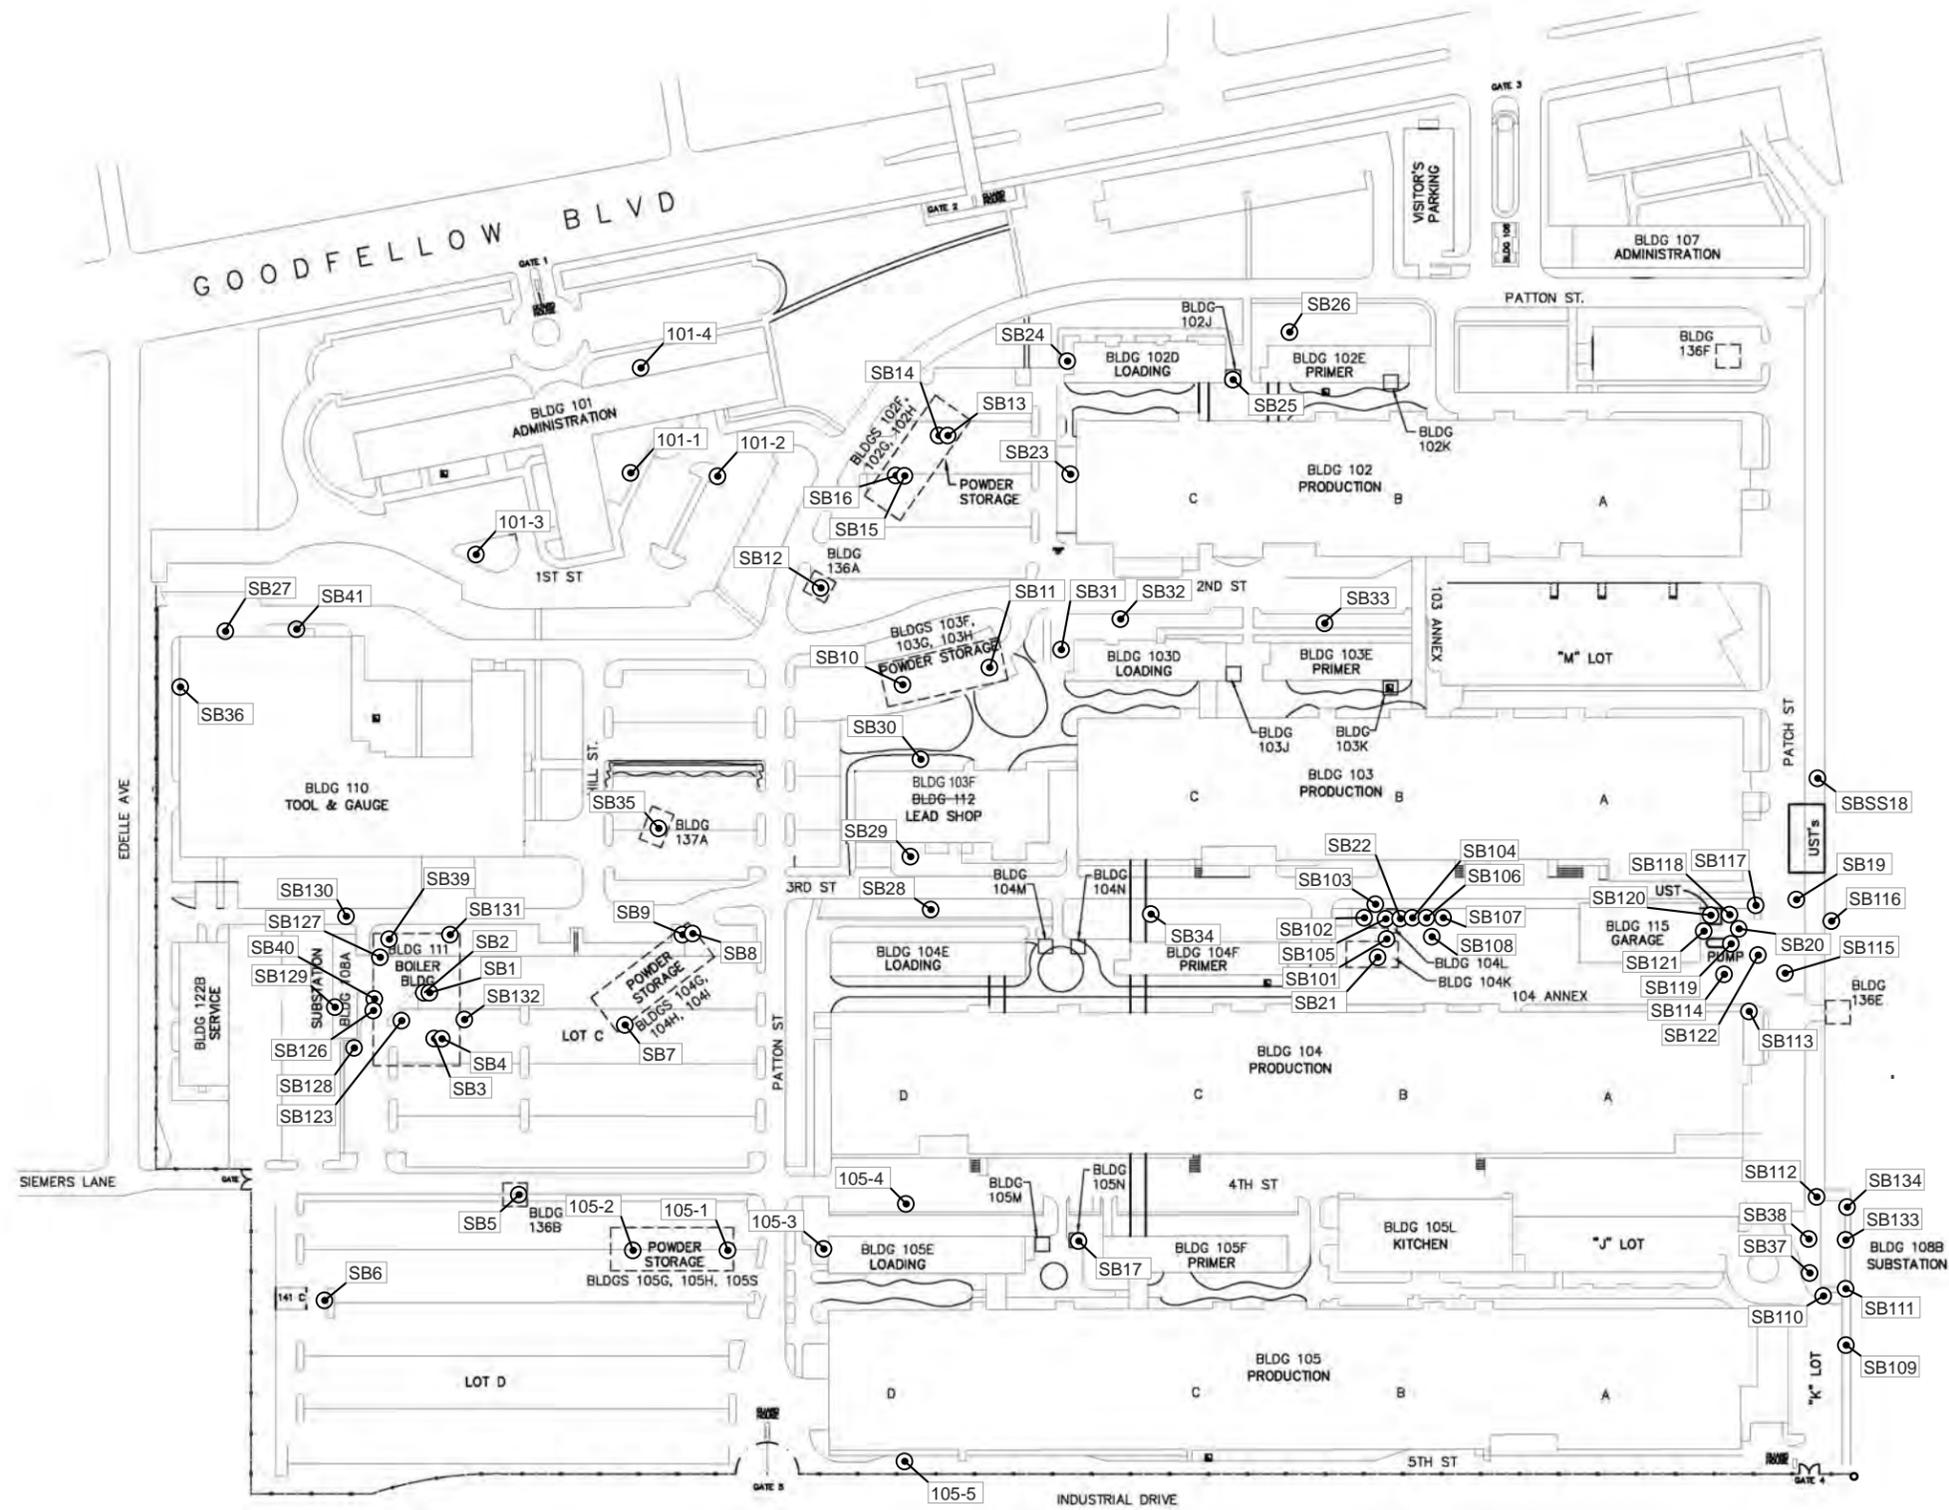 GATE 3
VISITOR'S
PARKING
BLDG 107
ADMINISTRATION
GOODFELLOW BLVD
GATE 2
GUARD
HOUSE
GATE 1
PATTON ST.
BLDG
102J
SB26
BLDG
136F
101-4
SB24
BLDG 102D
LOADING
BLDG 102E
PRIMER
SB14
SB13
SB25
BLDG
102K
BLDG 101
ADMINISTRATION
BLDGS 102F,
102G, 102H
101-1
101-2
SB23
BLDG 102
PRODUCTION
POWDER
STORAGE
SB16
SB15
C
B
A
101-3
SB12
BLDG
136A
1ST ST
2ND ST
SB27
SB41
SB11
SB31
SB32
SB33
103 ANNEX
BLDGS 103F,
103G, 103H
POWDER STORAGE
SB10
BLDG 103D
LOADING
BLDG 103E
PRIMER
"M" LOT
SB36
SB30
BLDG
103J
BLDG
103K
PATCH ST
HILL ST.
BLDG 110
TOOL & GAUGE
EDELLE AVE
BLDG 103F
BLDG 112
LEAD SHOP
BLDG 103
PRODUCTION
C
B
A
SBSS18
UST's
SB35
BLDG
137A
SB29
SB22
SB104
SB118
SB117
SB19
SB39
SB130
3RD ST
SB28
BLDG
104M
BLDG
104N
SB103
SB106
UST
SB120
SB116
SB127
SB131
SB9
SB8
SB102
SB107
SB40
SB2
SB105
SB108
SB34
BLDG 115
GARAGE
SB20
SB115
BLDG 111
BOILER
BLDG
SB1
BLDG 104E
LOADING
BLDG 104F
PRIMER
SB101
BLDG 104L
SB121
PUMP
SB129
SUBSTATION
BLDG 108A
SB132
POWDER
STORAGE
BLDGS 104G,
104H, 104I
SB21
BLDG 104K
SB119
BLDG
136E
104 ANNEX
SB114
BLDG 122B
SERVICE
SB126
LOT C
SB7
SB122
SB113
SB4
SB128
SB3
SB123
PATTON ST
BLDG 104
PRODUCTION
D
C
B
A
SIEMERS LANE
GATE
SB112
SB134
105-4
BLDG
105M
BLDG
105N
4TH ST
SB5
BLDG
136B
105-2
105-1
105-3
SB38
SB133
BLDG 105L
KITCHEN
"J" LOT
SB37
BLDG 108B
SUBSTATION
POWDER
STORAGE
BLDGS 105G, 105H, 105S
BLDG 105E
LOADING
SB17
BLDG 105F
PRIMER
SB6
141 C
SB110
SB111
SB109
LOT D
BLDG 105
PRODUCTION
D
C
B
A
"K" LOT
GUARD
HOUSE
5TH ST
GUARD
HOUSE
GATE 5
GATE 4
105-5
INDUSTRIAL DRIVE